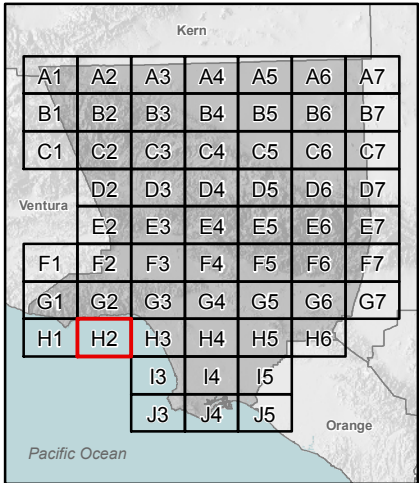 Kern
A1 A2 A3 A4 A5 A6 A7
B1 B2 B3 B4 B5 B6 B7
C1 C2 C3 C4 C5 C6 C7
D2 D3 D4 D5 D6 D7
Ventura
E2 E3 E4 E5 E6 E7
F1 F2 F3 F4 F5 F6 F7
G1 G2 G3 G4 G5 G6 G7
H1 H2 H3 H4 H5 H6
I3 I4 I5
J3 J4 J5
Orange
Pacific Ocean